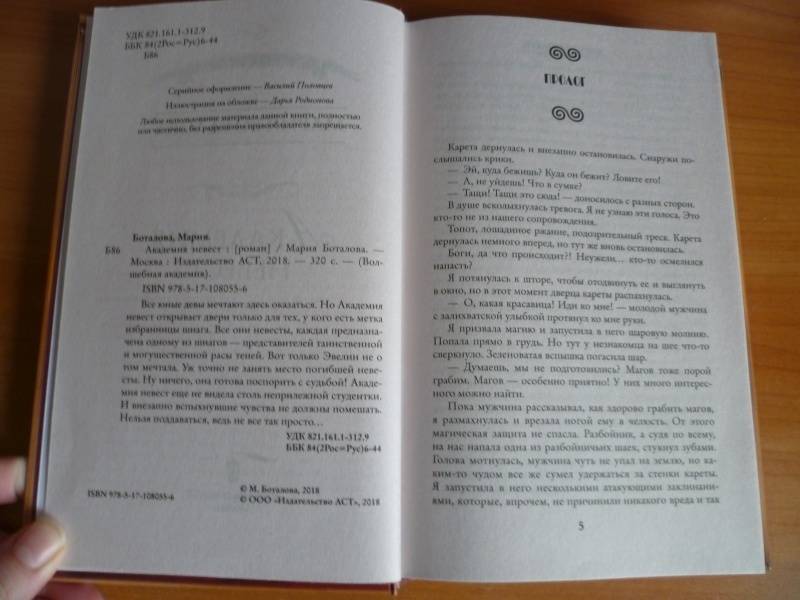 УДК 821.161.1-312.9
ББК 84(2Рос=Рус)6-44
Б86
Серийное оформление — Василий Половцев
Иллюстрация на обложке — Дарья Родионова
Любое использование материала данной книги, полностью
или частично, без разрешения правообладателя запрещается.
Боталова, Мария.
Б86 Академия невест : [роман] / Мария Боталова. —
Москва : Издательство АСТ, 2018. — 320 с. — (Вол-
шебная академия).
ISBN 978-5-17-108055-6
Все юные девы мечтают здесь оказаться. Но Академия
невест открывает двери только для тех, у кого есть метка
избранницы шнага. Все они невесты, каждая предназна-
чена одному из шнагов — представителей таинственной
и могущественной расы теней. Вот только Эвелин не о
том мечтала. Уж точно не занять место погибшей невес-
ты. Ну ничего, она готова поспорить с судьбой! Акаде-
мия невест еще не видела столь неприлежной студентки.
И внезапно вспыхнувшие чувства не должны помешать.
Нельзя поддаваться, ведь не все так просто...
УДК 821.161.1-312.9
ББК 84(2Рос=Рус)6-44
ISBN 978-5-17-108055-6
© М. Боталова, 2018
© ООО «Издательство АСТ», 2018
ПРОЛОГ
Карета дернулась и внезапно остановилась. Снаружи по-
слышались крики.
— Эй, куда бежишь? Куда он бежит? Ловите его!
— А, не уйдешь! Что в сумке?
— Тащи! Тащи это сюда! — доносилось с разных сторон.
В душе всколыхнулась тревога. Я не узнаю эти голоса. Это
кто-то не из нашего сопровождения.
Топот, лошадиное ржание, подозрительный треск. Карета
дернулась немного вперед, но тут же вновь остановилась.
Боги, да что происходит?! Неужели... кто-то осмелился
напасть?
Я потянулась к шторе, чтобы отодвинуть ее и выглянуть
в окно, но в этот момент дверца кареты распахнулась.
— О, какая красавица! Иди ко мне! — молодой мужчина
с залихватской улыбкой протянул ко мне руки.
Я призвала магию и запустила в него шаровую молнию.
Попала прямо в грудь. Но тут у незнакомца на шее что-то
сверкнуло. Зеленоватая вспышка погасила шар.
— Думаешь, мы не подготовились? Магов тоже порой
грабим. Магов — особенно приятно! У них много интерес-
ного можно найти.
Пока мужчина рассказывал, как здорово грабить магов,
я размахнулась и врезала ногой ему в челюсть. От этого
магическая защита не спасла. Разбойник, а судя по всему,
на нас напала одна из разбойничьих шаек, стукнул зубами.
Голова мотнулась, мужчина чуть не упал на землю, но ка-
ким-то чудом все же сумел удержаться за стенки кареты.
Я запустила в него несколькими атакующими заклинани-
ями, которые, впрочем, не причинили никакого вреда и так
5